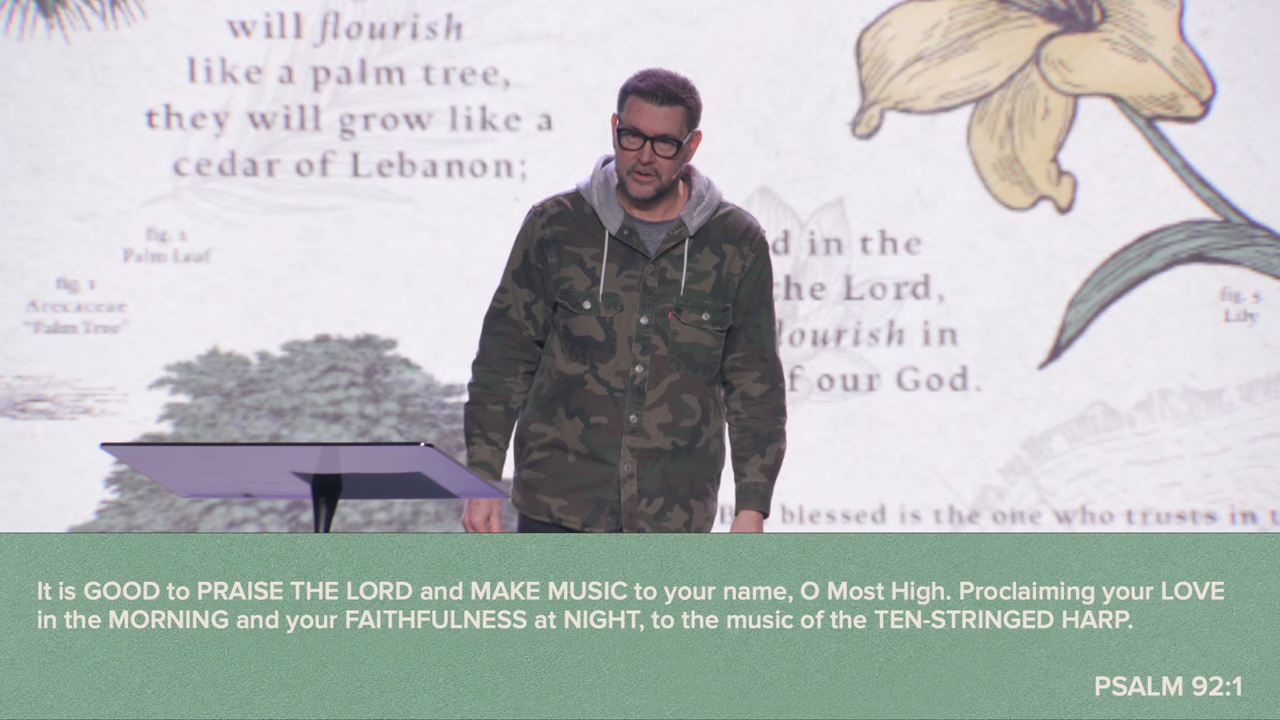 will flourish
like a palm tree,
they will grow like a
cedar of Lebanon;
fig. 2
Palm Leaf
fig. 1
Arecaceae
"Palm Tree"
in the
the Lord,
flourish in
of our God.
fig. 5
Lily
blessed is the one who trusts in
It is GOOD to PRAISE THE LORD and MAKE MUSIC to your name, O Most High. Proclaiming your LOVE
in the MORNING and your FAITHFULNESS at NIGHT, to the music of the TEN-STRINGED HARP.
PSALM 92:1